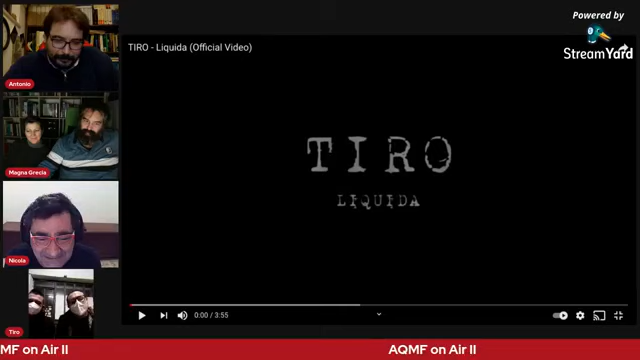 Powered by
StreamYard
TIRO - Liquida (Official Video)
Antonio
TIRO
LIQUIDA
Magna Grecia
Nicola
Tiro
0:00 / 3:55
MF on Air II
AQMF on Air II